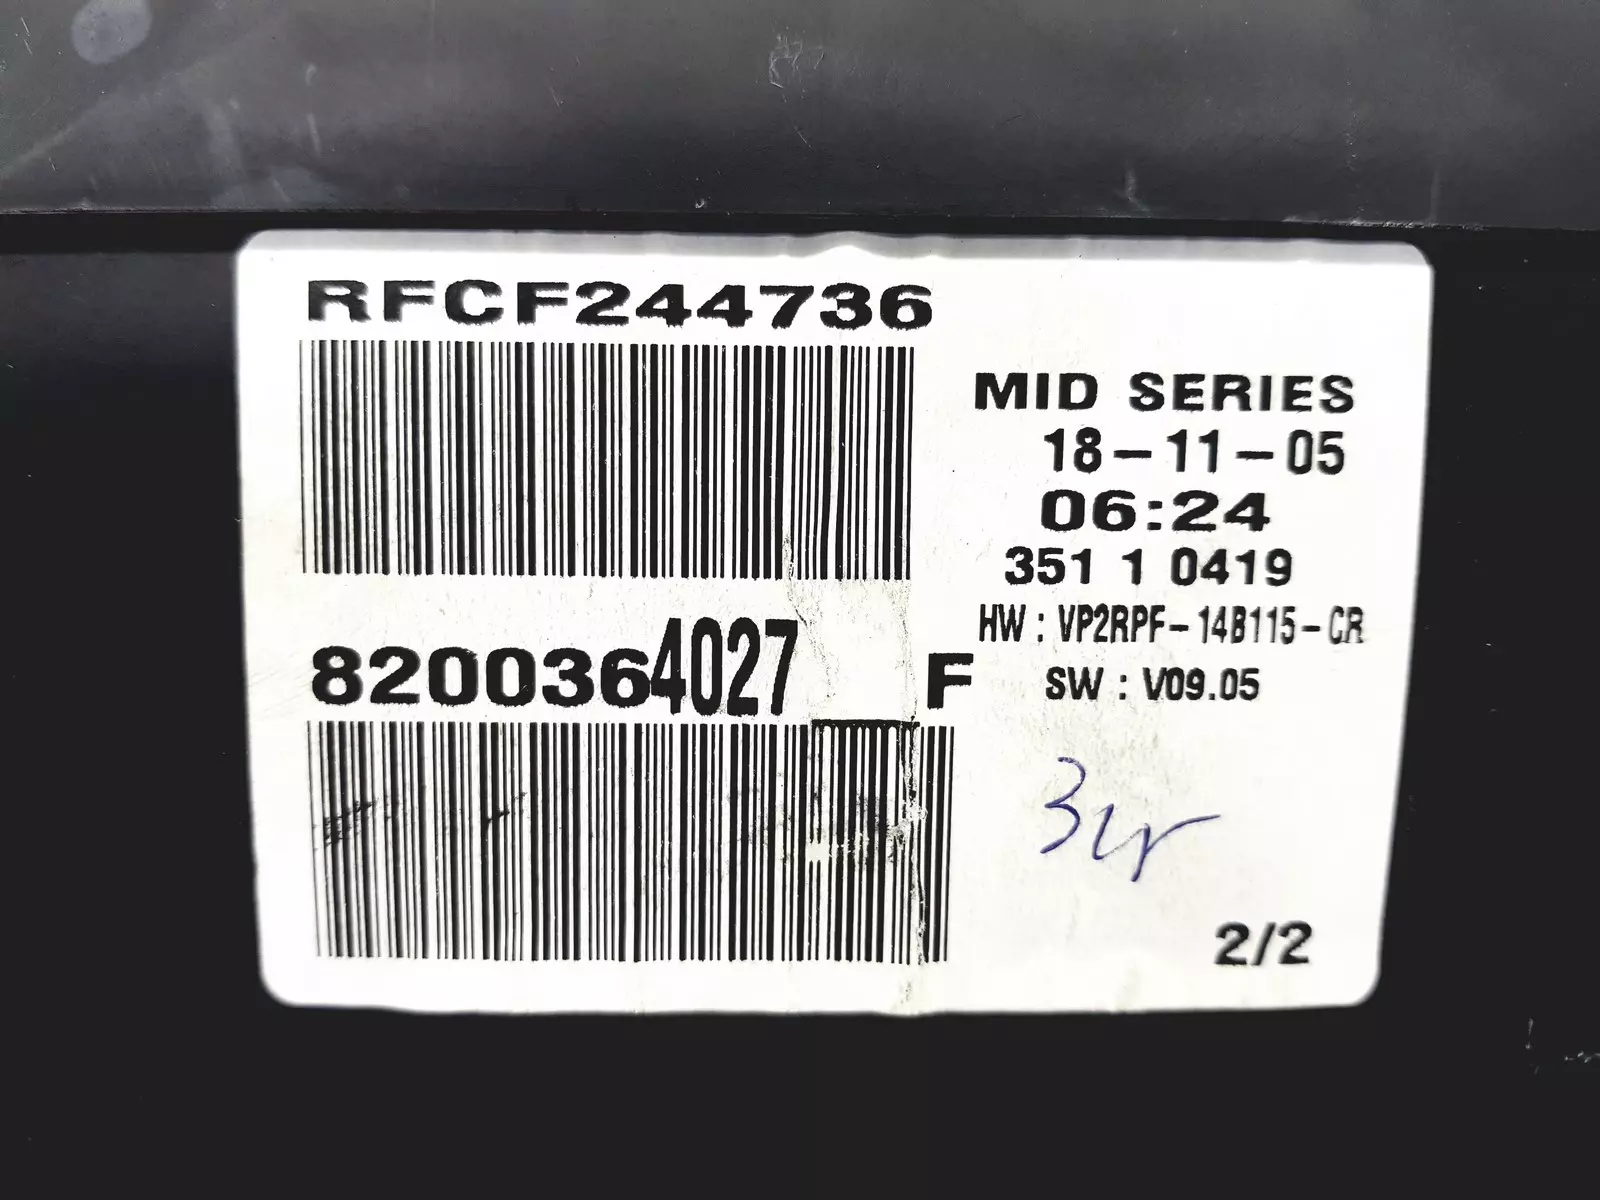 RFCF244736
MID SERIES
18-11-05
06:24
351 1 0419
HW : VP2RPF-14B115-CR
SW : V09.05
8200364027__F
2/2